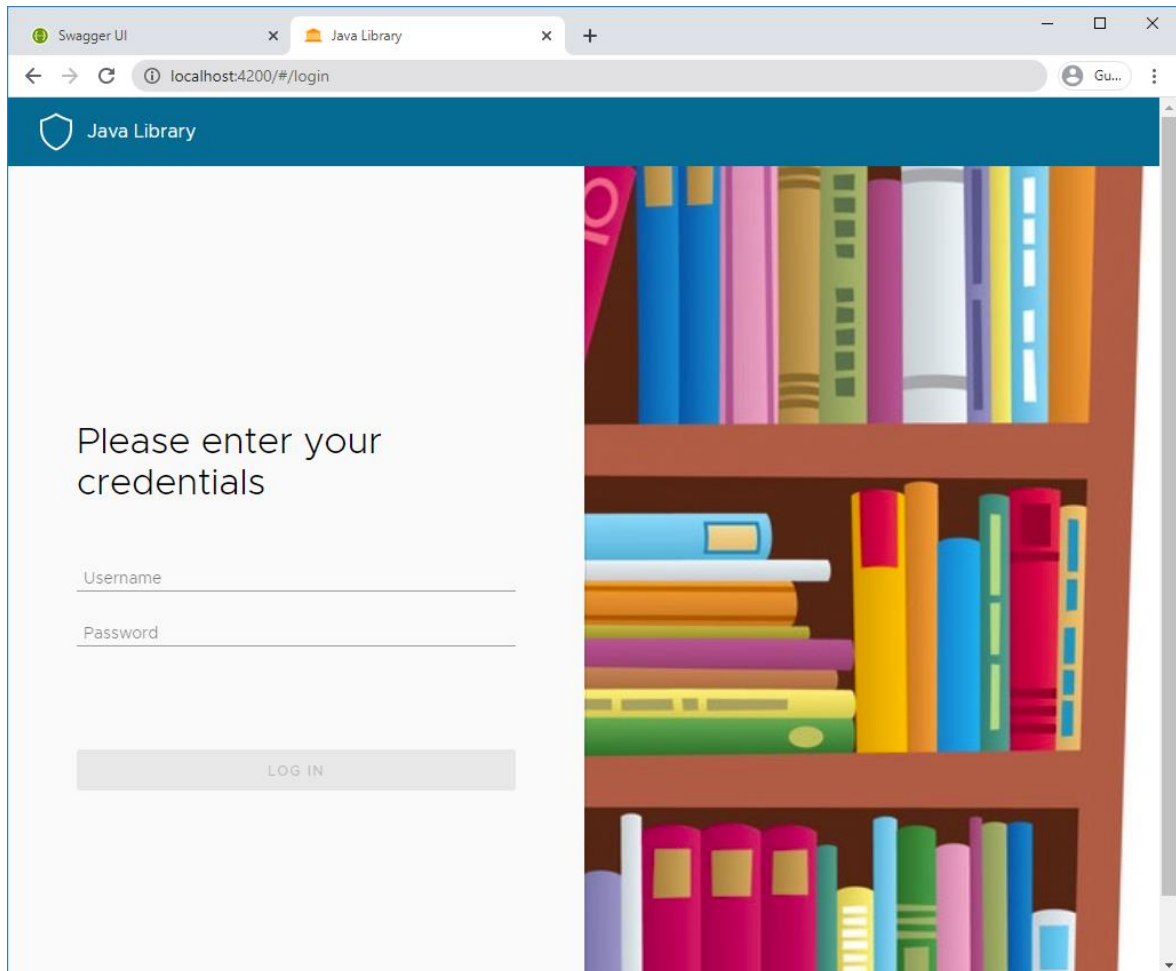 Swagger UI
Java Library
localhost:4200/#/login
Gu...
Java Library
Please enter your
credentials
Username
Password
LOG IN